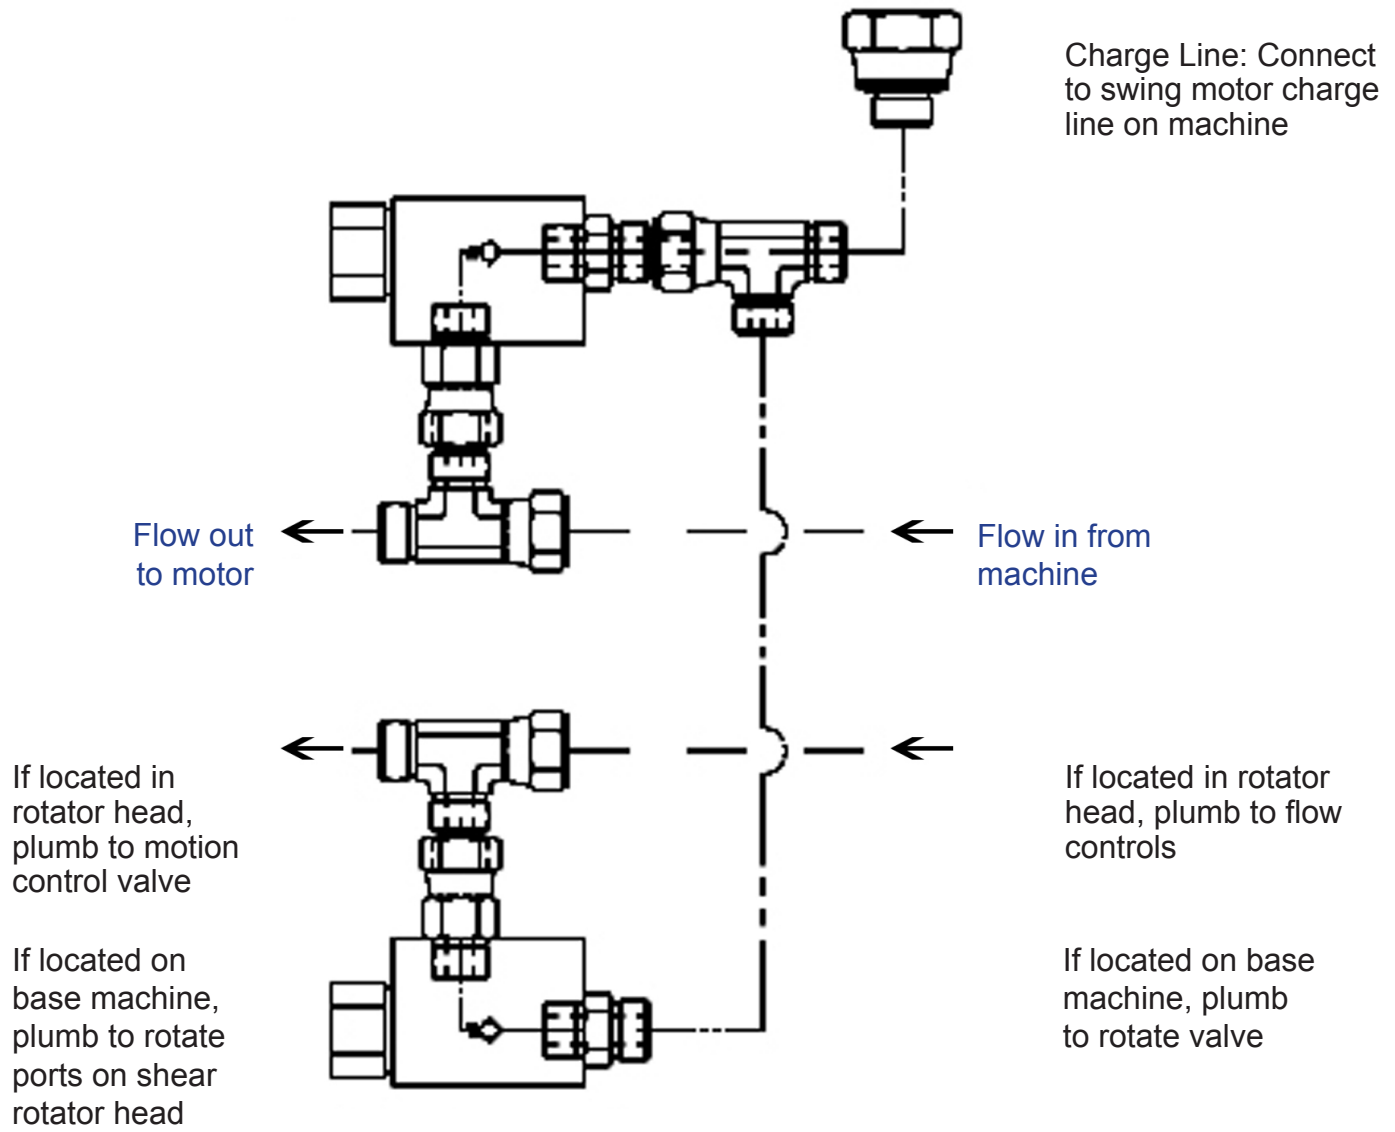 Charge Line: Connect
to swing motor charge
line on machine
Flow out
to motor
Flow in from
machine
If located in
rotator head,
plumb to motion
control valve
If located in rotator
head, plumb to flow
controls
If located on
base machine,
plumb to rotate
ports on shear
rotator head
If located on base
machine, plumb
to rotate valve